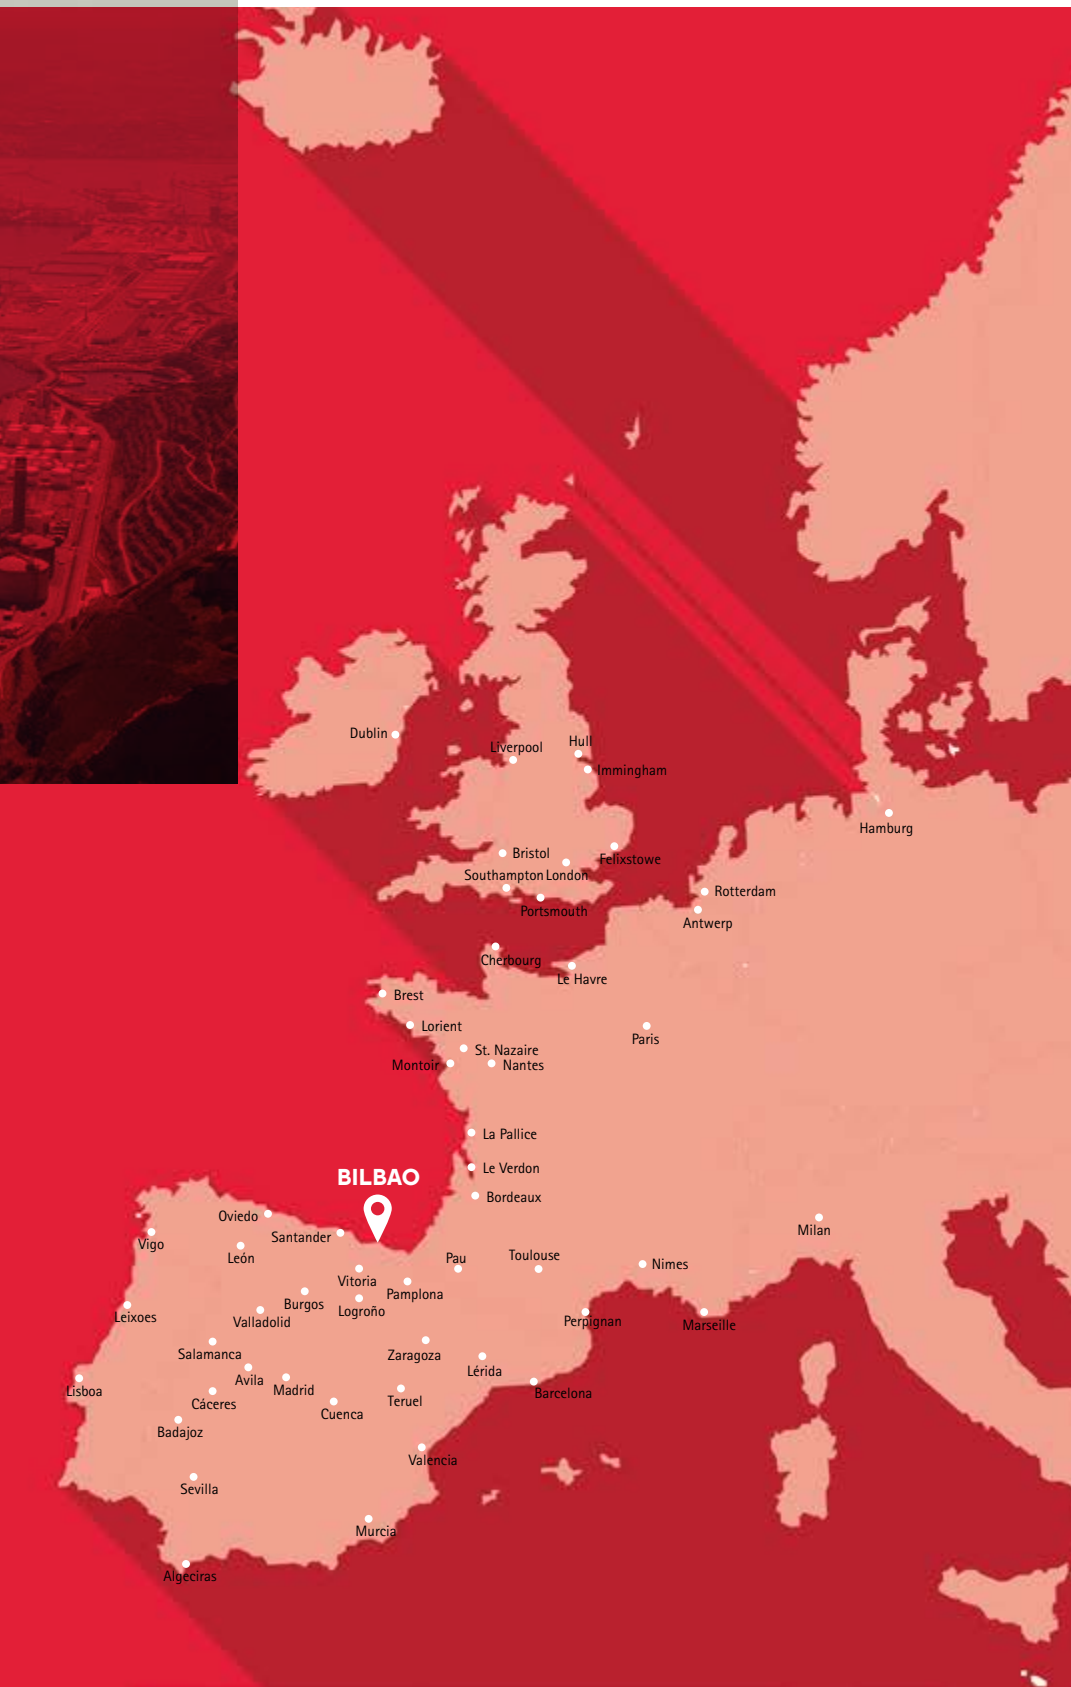 Dublin
Liverpool
Hull
Immingham
Hamburg
Bristol
Felixstowe
Southampton
London
Portsmouth
Rotterdam
Antwerp
Cherbourg
Le Havre
Brest
Lorient
Paris
St. Nazaire
Montoir
Nantes
La Pallice
Le Verdon
BILBAO
Bordeaux
Oviedo
Santander
Milan
Vigo
León
Pau
Toulouse
Nimes
Vitoria
Pamplona
Burgos
Logroño
Leixoes
Valladolid
Perpignan
Marseille
Salamanca
Zaragoza
Lérida
Avila
Madrid
Lisboa
Barcelona
Cáceres
Teruel
Cuenca
Badajoz
Valencia
Sevilla
Murcia
Algeciras